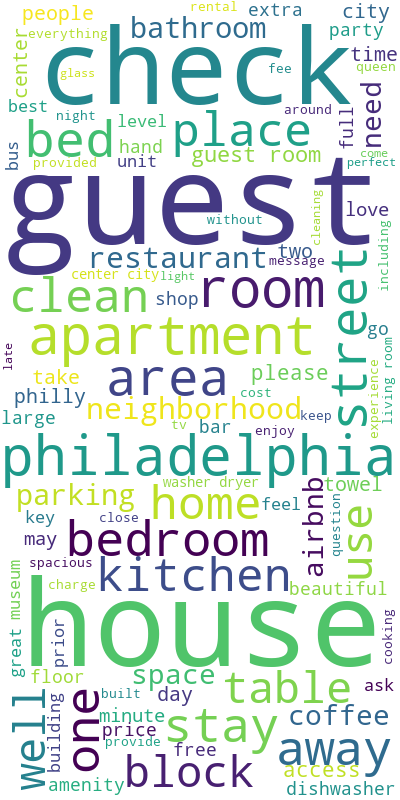 people
rental
extra
city
everything
check
bathroom
party
center
glass
fee
queen
time
best
night
bed
level
place
around
need
full
hand
guest room
come
bus
provided
unit
perfect
guest
love
without
cleaning
restaurant
two
message
center city
light
street
including
clean
shop
room
apartment
go
late
area
please
take
philly
cost
neighborhood
keep
experience
living room
large
tv
bar
enjoy
philadelphia
parking
washer dryer
home
towel
key
feel
airbnb
use
question
may
close
bedroom
spacious
kitchen
charge
beautiful
museum
house
great
prior
cooking
floor
space
table
ask
well
building
one
built
day
minute
stay
coffee
price
provide
free
away
block
access
amenity
dishwasher